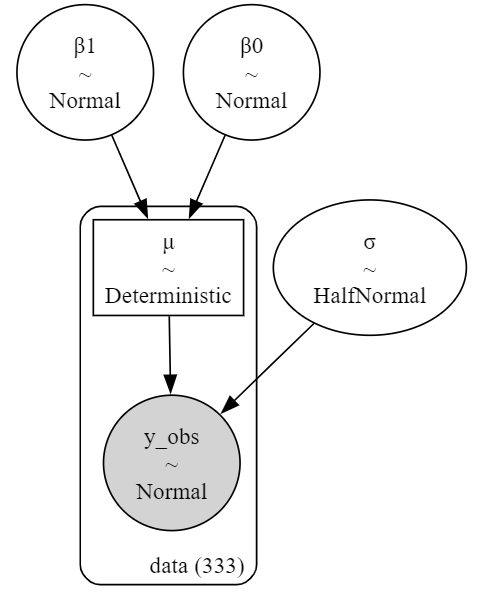 β1
~
Normal
β0
~
Normal
μ
~
Deterministic
σ
~
HalfNormal
y_obs
~
Normal
data (333)